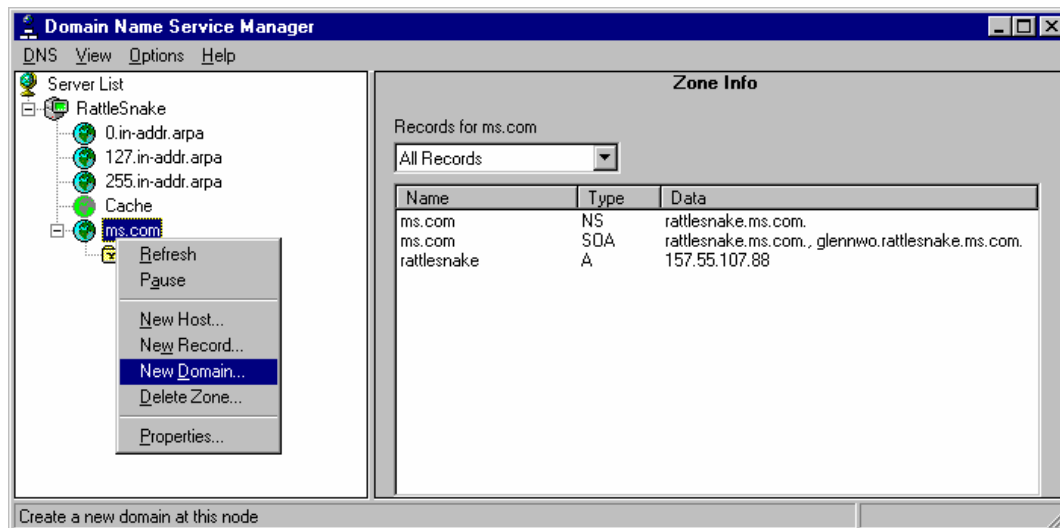 Domain Name Service Manager
DNS View Options Help
Server List
RattleSnake
0.in-addr.arpa
127.in-addr.arpa
255.in-addr.arpa
Cache
ms.com
Refresh
Pause
New Host...
New Record...
New Domain...
Delete Zone...
Properties...
Zone Info
Records for ms.com
All Records
Name Type Data
ms.com NS rattlesnake.ms.com.
ms.com SOA rattlesnake.ms.com., glennwo.rattlesnake.ms.com.
rattlesnake A 157.55.107.88
Create a new domain at this node